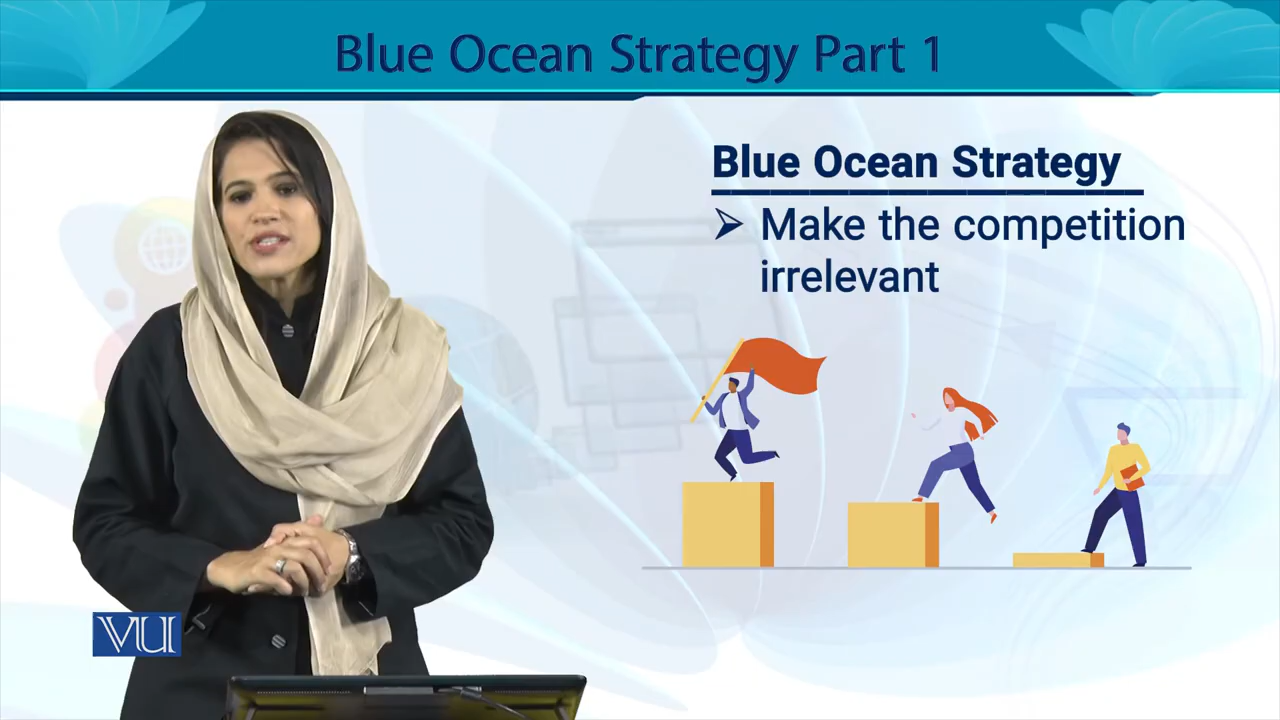 Blue Ocean Strategy Part 1
Blue Ocean Strategy
➢ Make the competition
irrelevant
VU